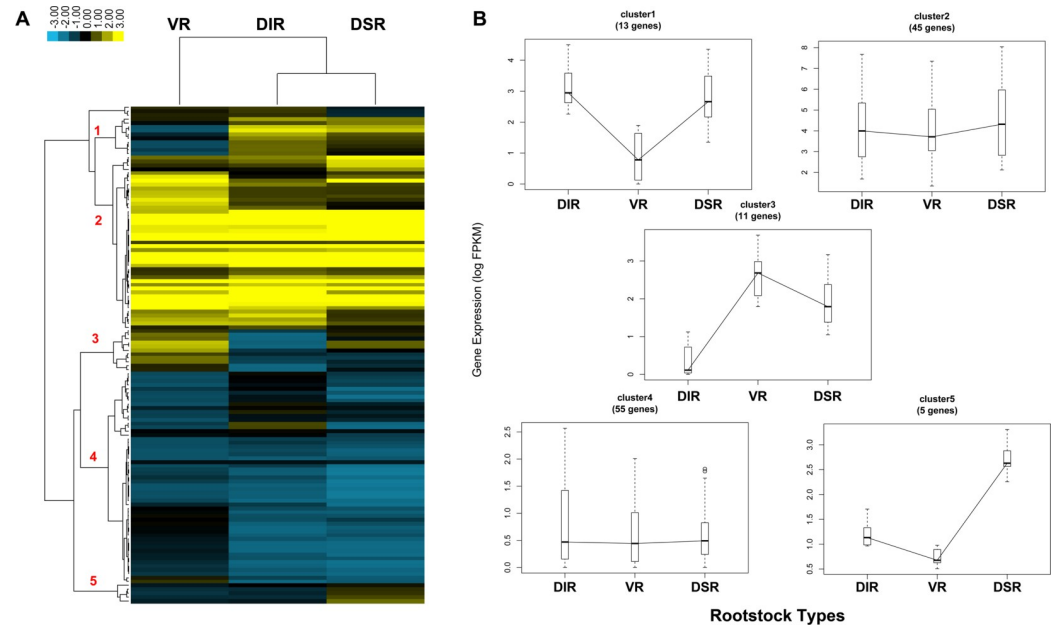 A
-3.00
-2.00
-1.00
0.00
1.00
2.00
3.00
VR DIR DSR
1
2
3
4
5
B
Gene Expression (log FPKM)
cluster1
(13 genes)
4
3
2
1
0
DIR VR DSR
cluster2
(45 genes)
8
7
6
5
4
3
2
DIR VR DSR
cluster3
(11 genes)
3
2
1
0
DIR VR DSR
cluster4
(55 genes)
2.5
2.0
1.5
1.0
0.5
0.0
DIR VR DSR
cluster5
(5 genes)
3.0
2.5
2.0
1.5
1.0
0.5
DIR VR DSR
Rootstock Types